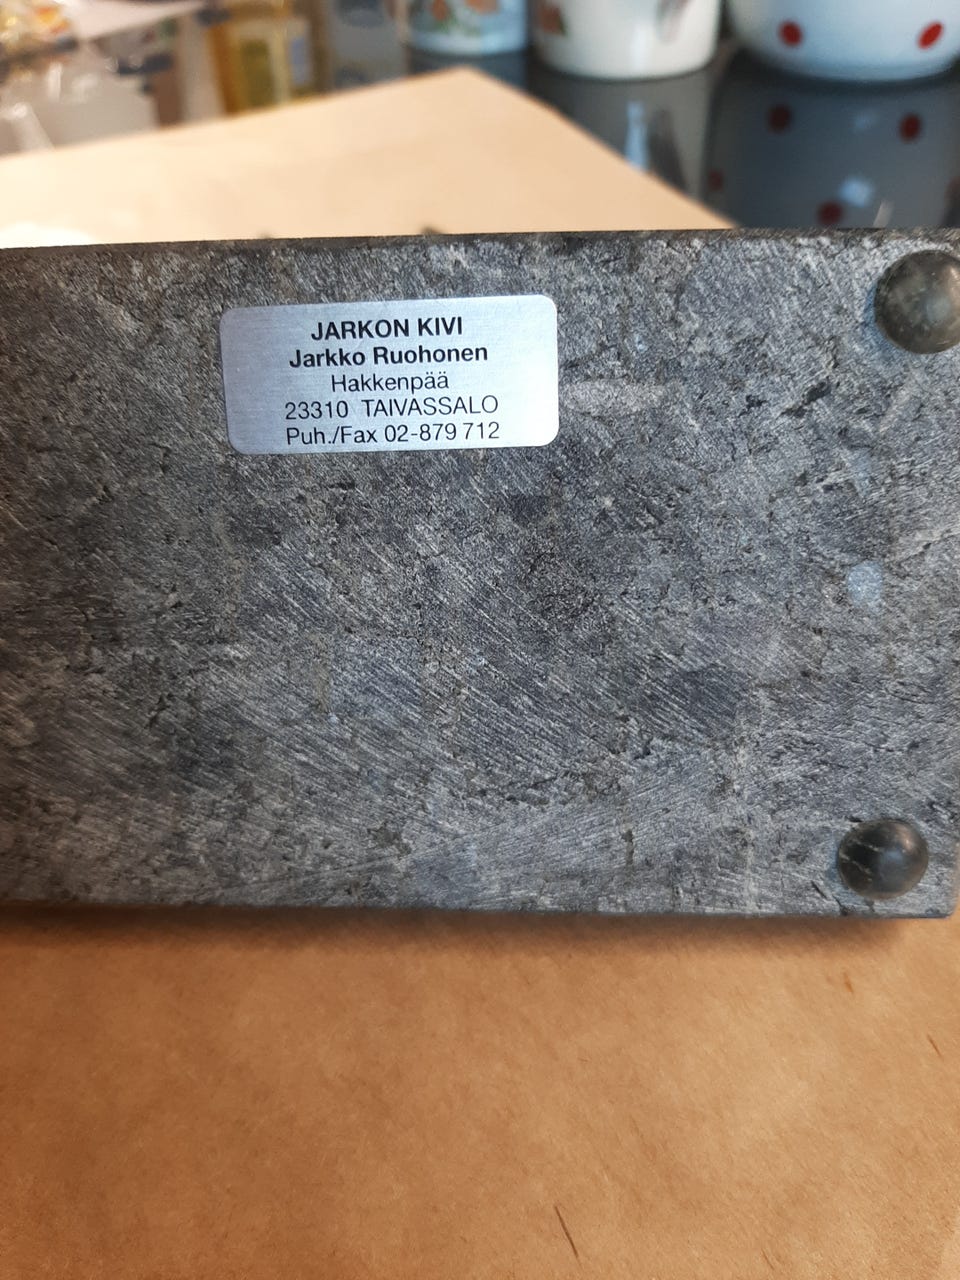 JARKON KIVI
Jarkko Ruohonen
Hakkenpää
23310 TAIVASSALO
Puh./Fax 02-879 712